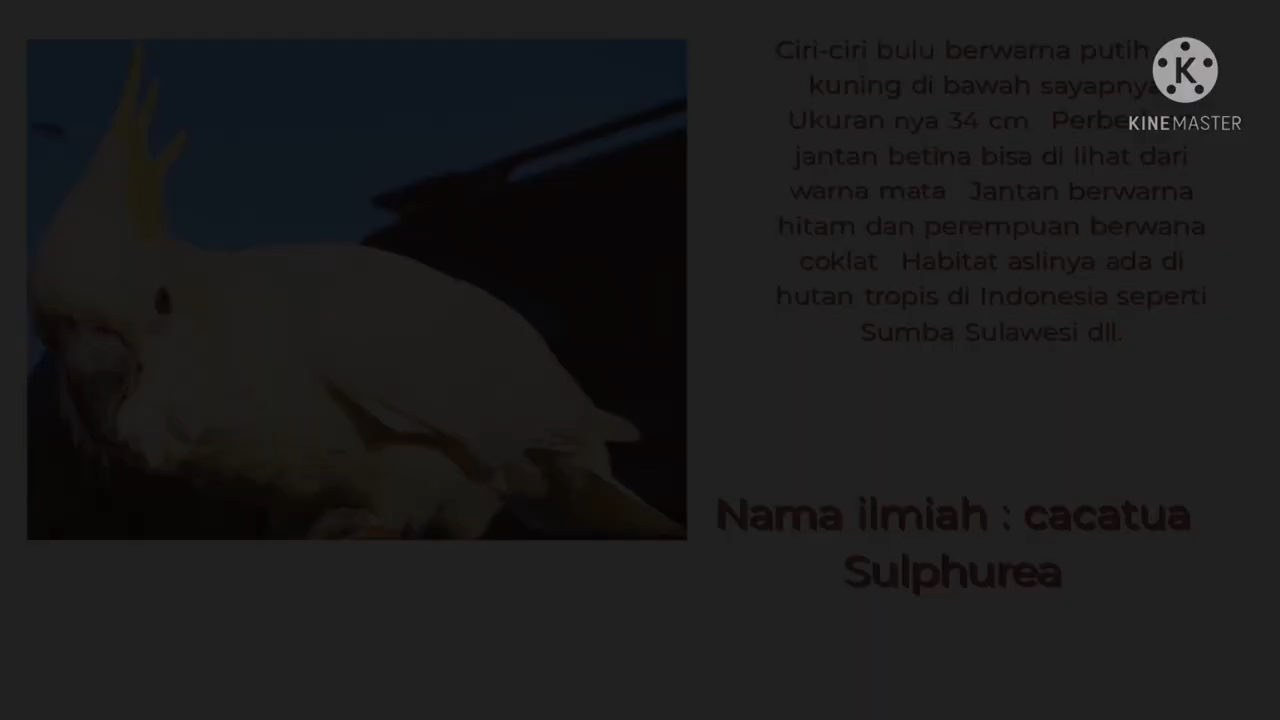 Ciri-ciri bulu berwarna putih
kuning di bawah sayapnya
Ukuran nya 34 cm
jantan betina bisa di lihat dari
warna mata Jantan berwarna
hitam dan perempuan berwana
coklat Habitat aslinya ada di
hutan tropis di Indonesia seperti
Sumba Sulawesi dll.
Nama ilmiah : cacatua
Sulphurea
K
KINEMASTER